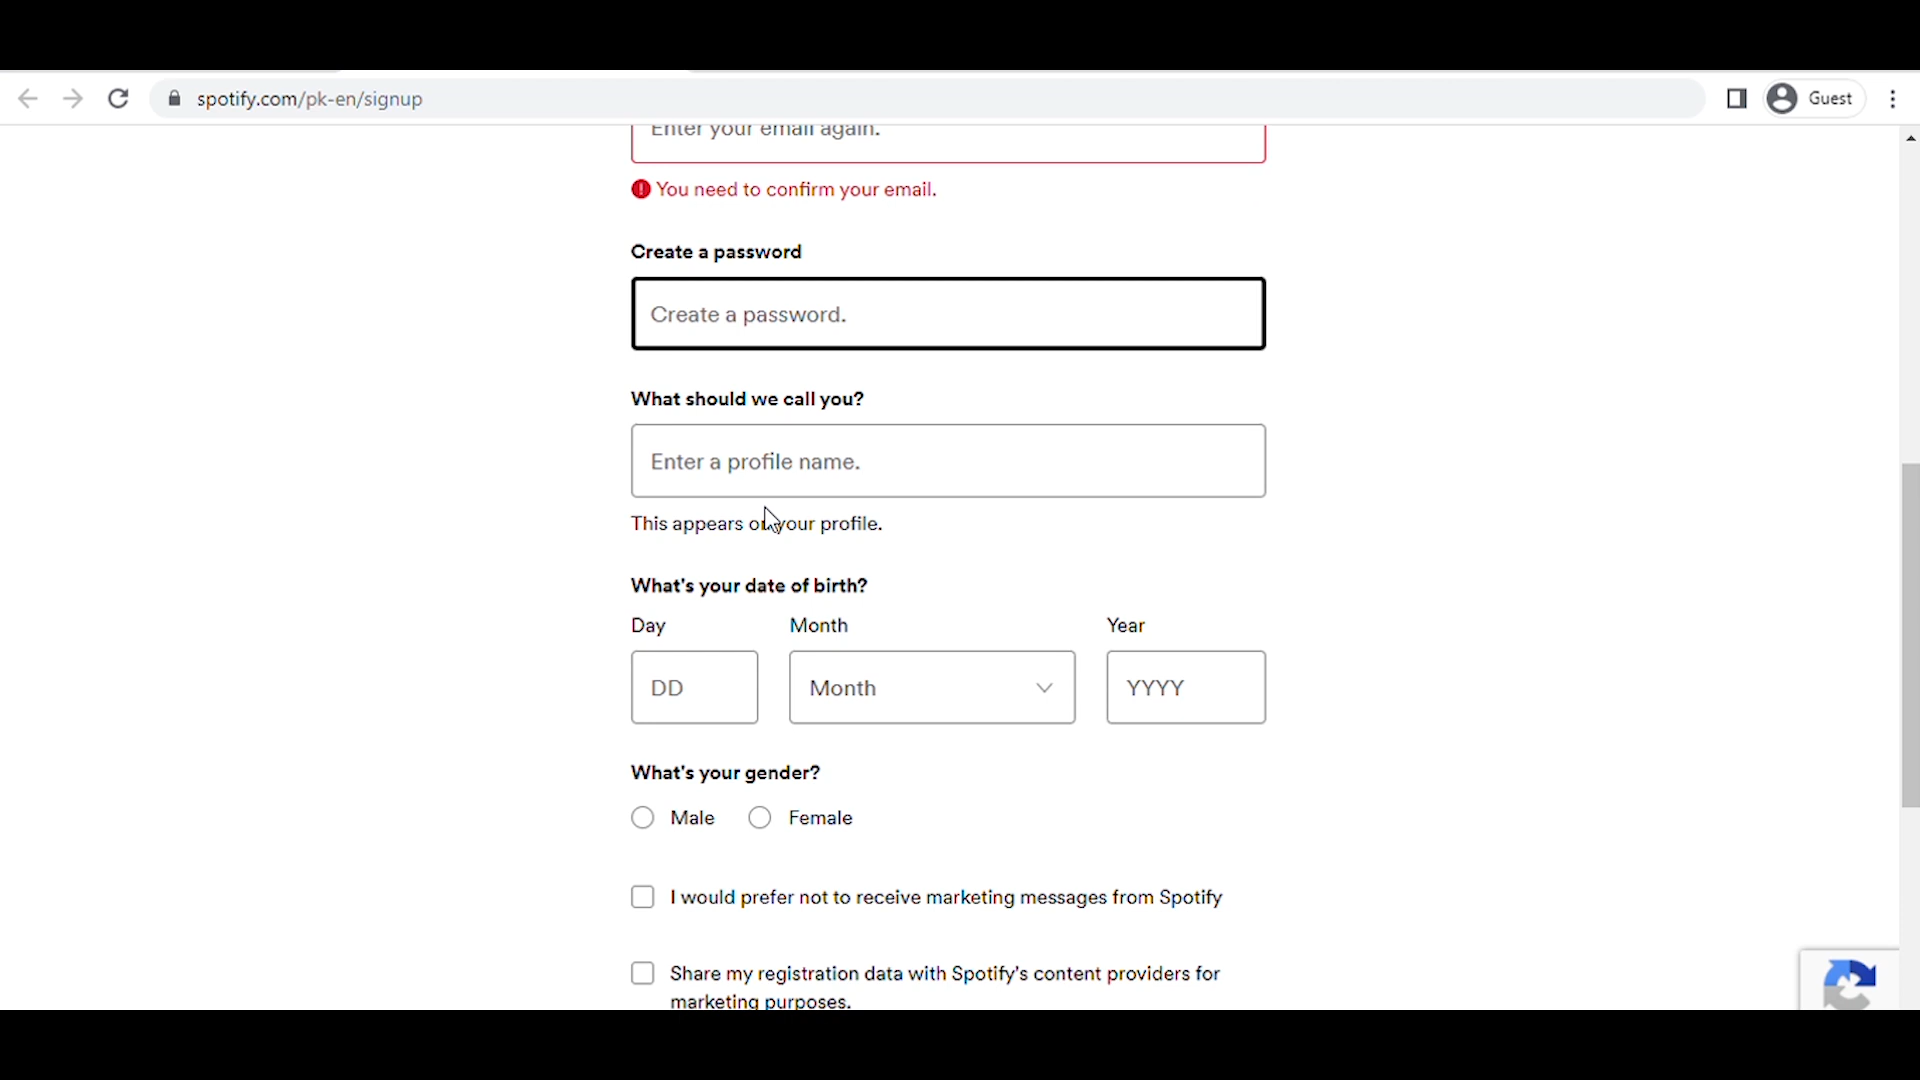 spotify.com/pk-en/signup
Guest
Enter your email again.
You need to confirm your email.
Create a password
Create a password.
What should we call you?
Enter a profile name.
This appears on your profile.
What's your date of birth?
Day Month Year
DD Month YYYY
What's your gender?
Male Female
I would prefer not to receive marketing messages from Spotify
Share my registration data with Spotify's content providers for
marketing purposes.